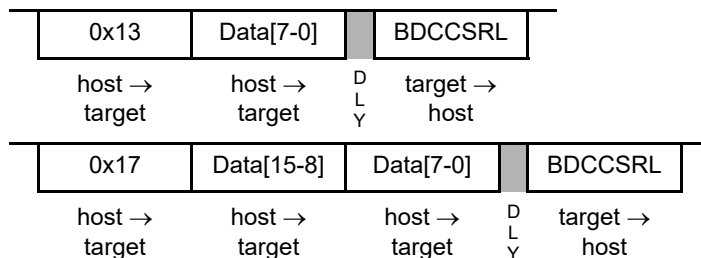 0x13 Data[7-0] BDCCSRL
host → host → D L Y target →
target target host
0x17 Data[15-8] Data[7-0] BDCCSRL
host → host → host → D L Y target →
target target target host